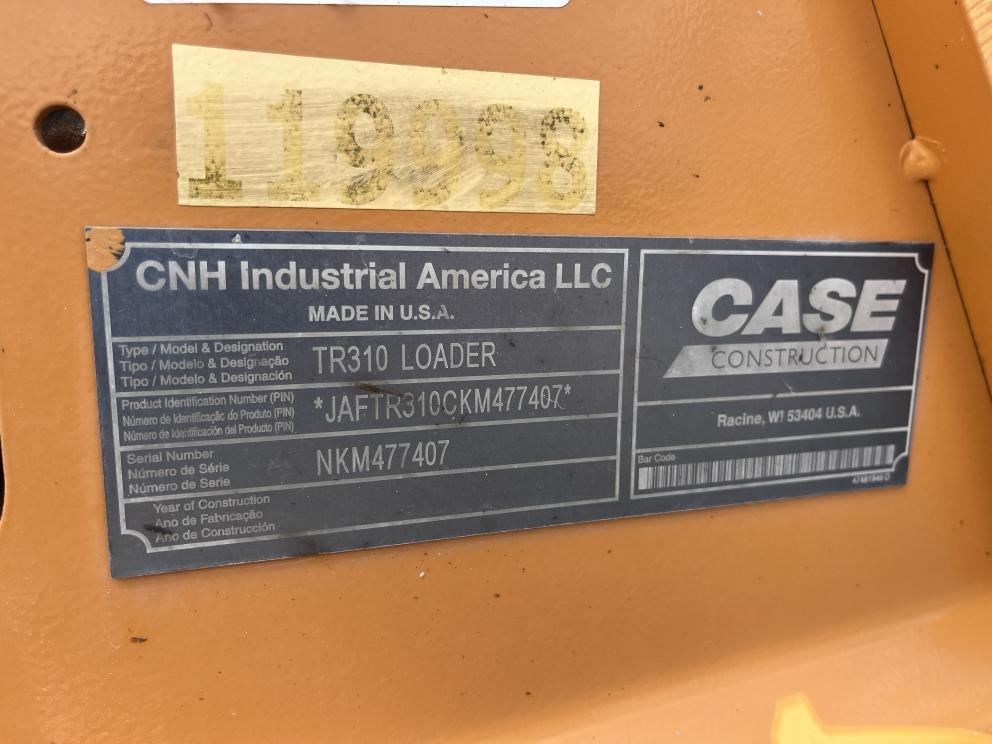 119998
CNH Industrial America LLC
MADE IN U.S.A.
Type / Model & Designation
Tipo / Modelo & Designação
Tipo / Modelo & Designación
TR310 LOADER
Product Identification Number (PIN)
Número de Identificação do Produto (PIN)
Número de Identificación del Producto (PIN)
*JAFTR310CKM477407*
Serial Number
Número de Série
Número de Serie
NKM477407
Year of Construction
Ano de Fabricação
Ano de Construcción
CASE
CONSTRUCTION
Racine, WI 53404 U.S.A.
Bar Code
47481949 D